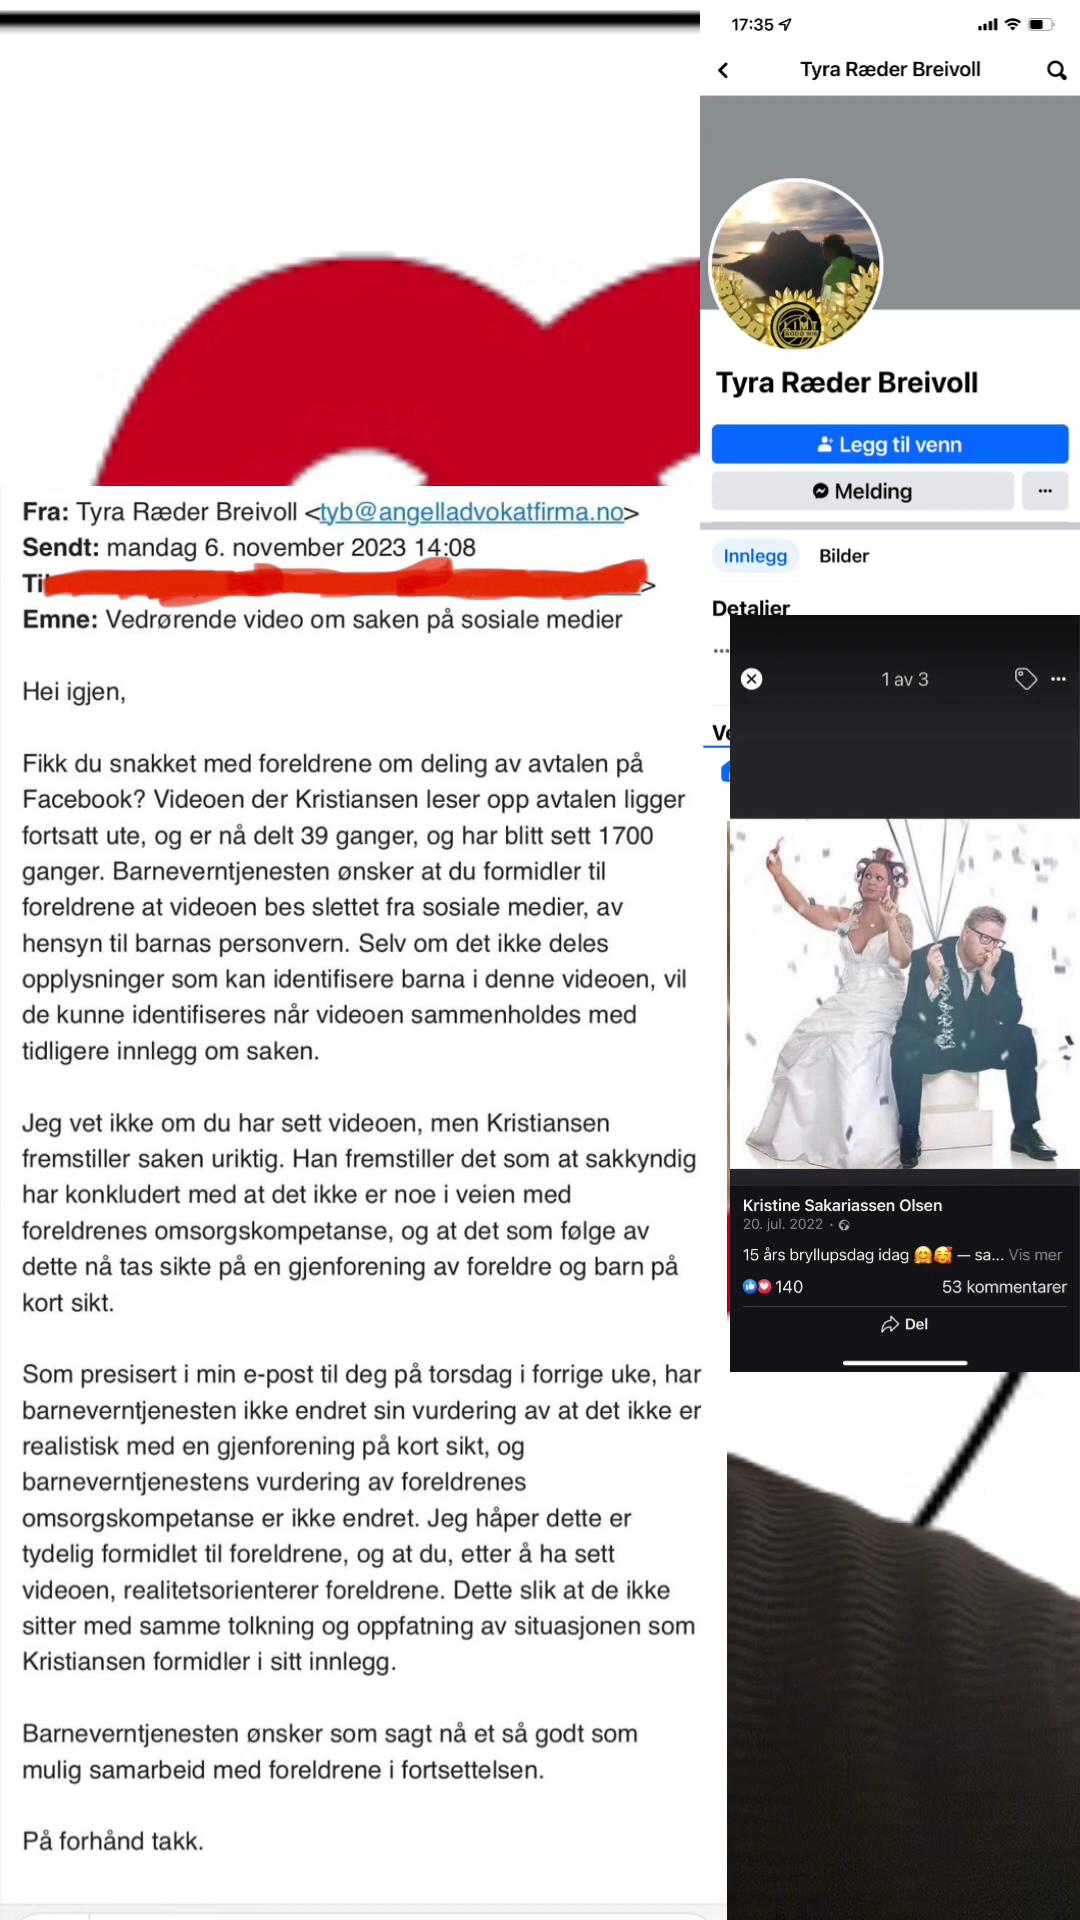 Fra: Tyra Ræder Breivoll <tyb@angelladvokatfirma.no>
Sendt: mandag 6. november 2023 14:08
Ti >
Emne: Vedrørende video om saken på sosiale medier
Hei igjen,
Fikk du snakket med foreldrene om deling av avtalen på
Facebook? Videoen der Kristiansen leser opp avtalen ligger
fortsatt ute, og er nå delt 39 ganger, og har blitt sett 1700
ganger. Barneverntjenesten ønsker at du formidler til
foreldrene at videoen bes slettet fra sosiale medier, av
hensyn til barnas personvern. Selv om det ikke deles
opplysninger som kan identifisere barna i denne videoen, vil
de kunne identifiseres når videoen sammenholdes med
tidligere innlegg om saken.
Jeg vet ikke om du har sett videoen, men Kristiansen
fremstiller saken uriktig. Han fremstiller det som at sakkyndig
har konkludert med at det ikke er noe i veien med
foreldrenes omsorgskompetanse, og at det som følge av
dette nå tas sikte på en gjenforening av foreldre og barn på
kort sikt.
Som presisert i min e-post til deg på torsdag i forrige uke, har
barneverntjenesten ikke endret sin vurdering av at det ikke er
realistisk med en gjenforening på kort sikt, og
barneverntjenestens vurdering av foreldrenes
omsorgskompetanse er ikke endret. Jeg håper dette er
tydelig formidlet til foreldrene, og at du, etter å ha sett
videoen, realitetsorienterer foreldrene. Dette slik at de ikke
sitter med samme tolkning og oppfatning av situasjonen som
Kristiansen formidler i sitt innlegg.
Barneverntjenesten ønsker som sagt nå et så godt som
mulig samarbeid med foreldrene i fortsettelsen.
På forhånd takk.
17:35
Tyra Ræder Breivoll
BODØ GLIMT
GLIMT
BODØ 1916
Tyra Ræder Breivoll
Legg til venn
Melding
Innlegg Bilder
Detaljer
Ve
1 av 3
Kristine Sakariassen Olsen
20. jul. 2022 ·
15 års bryllupsdag idag 🤗🥰 — sa... Vis mer
140 53 kommentarer
Del